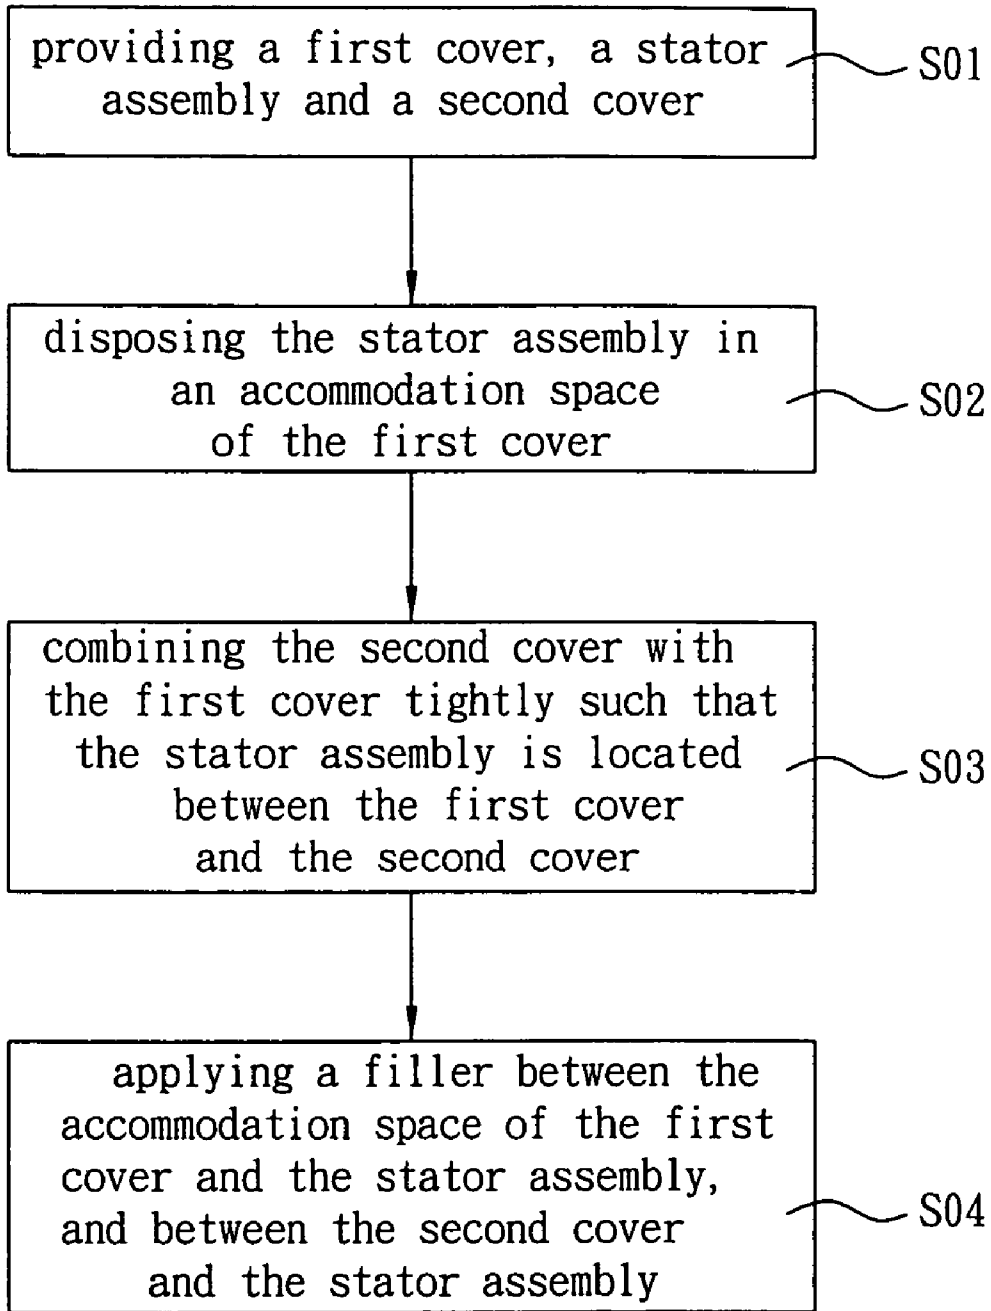 providing a first cover, a stator
assembly and a second cover
S01
disposing the stator assembly in
an accommodation space
of the first cover
S02
combining the second cover with
the first cover tightly such that
the stator assembly is located
between the first cover
and the second cover
S03
applying a filler between the
accommodation space of the first
cover and the stator assembly,
and between the second cover
and the stator assembly
S04